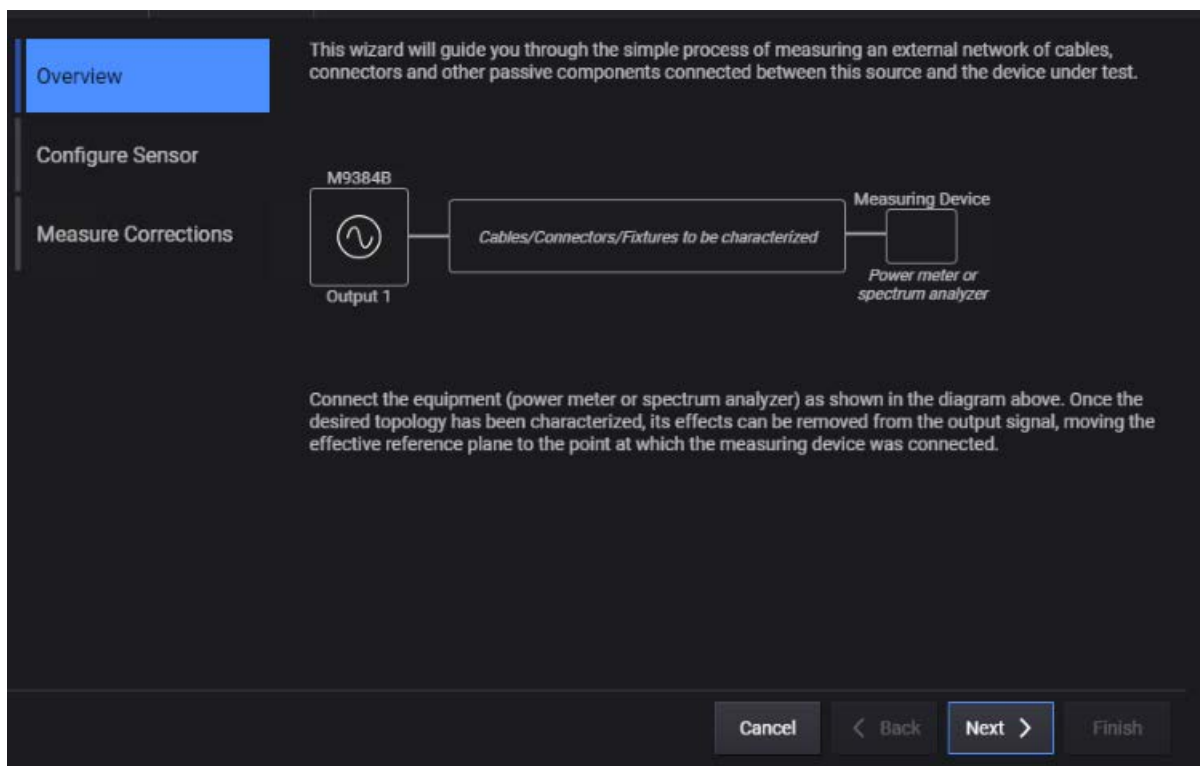 Overview
Configure Sensor
Measure Corrections
This wizard will guide you through the simple process of measuring an external network of cables,
connectors and other passive components connected between this source and the device under test.
M9384B
Output 1
Cables/Connectors/Fixtures to be characterized
Measuring Device
Power meter or
spectrum analyzer
Connect the equipment (power meter or spectrum analyzer) as shown in the diagram above. Once the
desired topology has been characterized, its effects can be removed from the output signal, moving the
effective reference plane to the point at which the measuring device was connected.
Cancel
< Back
Next >
Finish